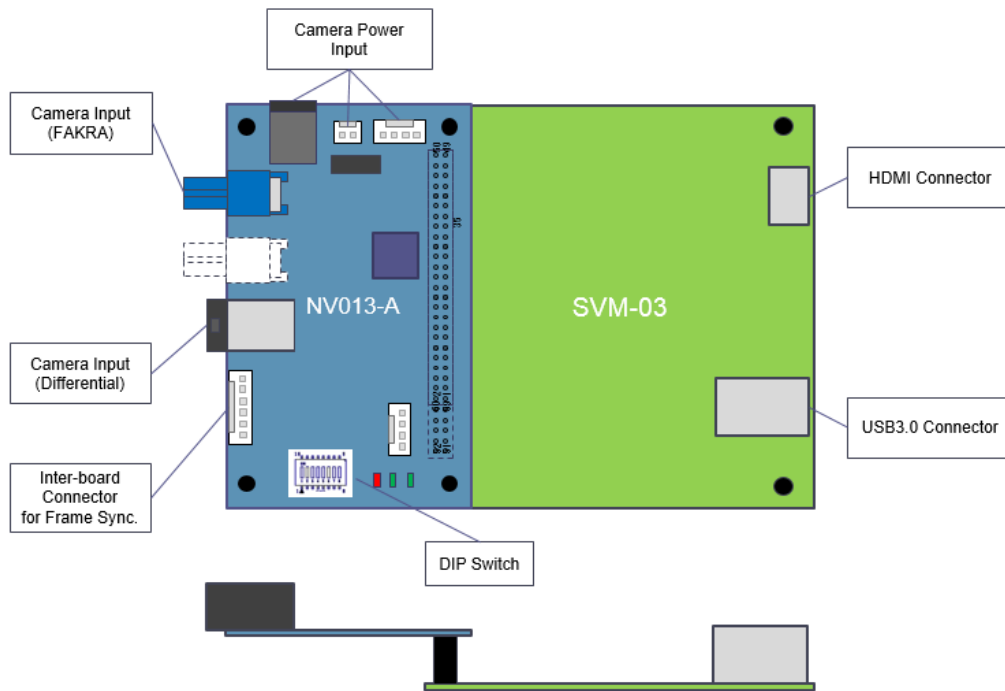 Camera Power
Input
Camera Input
(FAKRA)
HDMI Connector
NV013-A
SVM-03
Camera Input
(Differential)
USB3.0 Connector
Inter-board
Connector
for Frame Sync.
DIP Switch